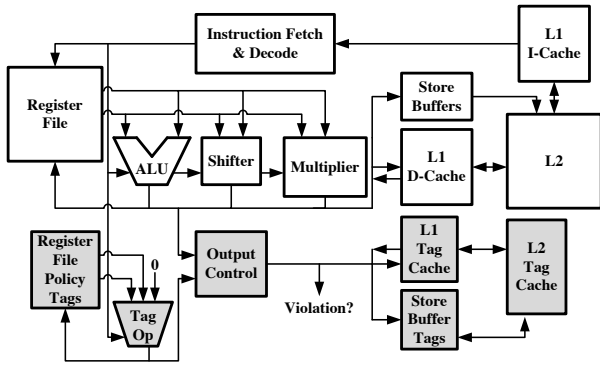 Instruction Fetch
& Decode
L1
I-Cache
Register
File
Store
Buffers
ALU
Shifter
Multiplier
L1
D-Cache
L2
Register
File
Policy
Tags
0
Tag
Op
Output
Control
Violation?
L1
Tag
Cache
L2
Tag
Cache
Store
Buffer
Tags